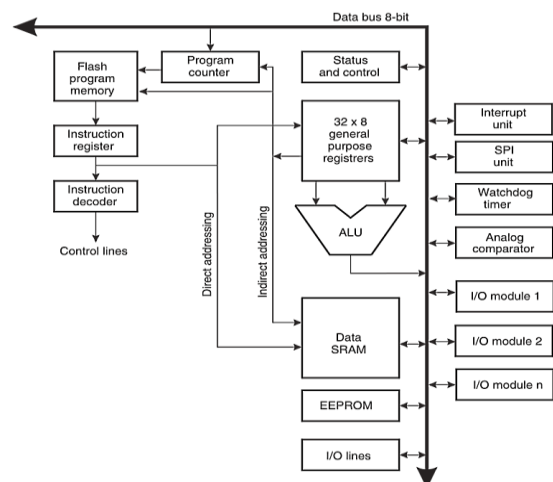 Data bus 8-bit
Flash
program
memory
Program
counter
Status
and control
Instruction
register
32 x 8
general
purpose
registrers
Interrupt
unit
SPI
unit
Instruction
decoder
Watchdog
timer
Control lines
Direct addressing
Indirect addressing
ALU
Analog
comparator
I/O module 1
Data
SRAM
I/O module 2
I/O module n
EEPROM
I/O lines